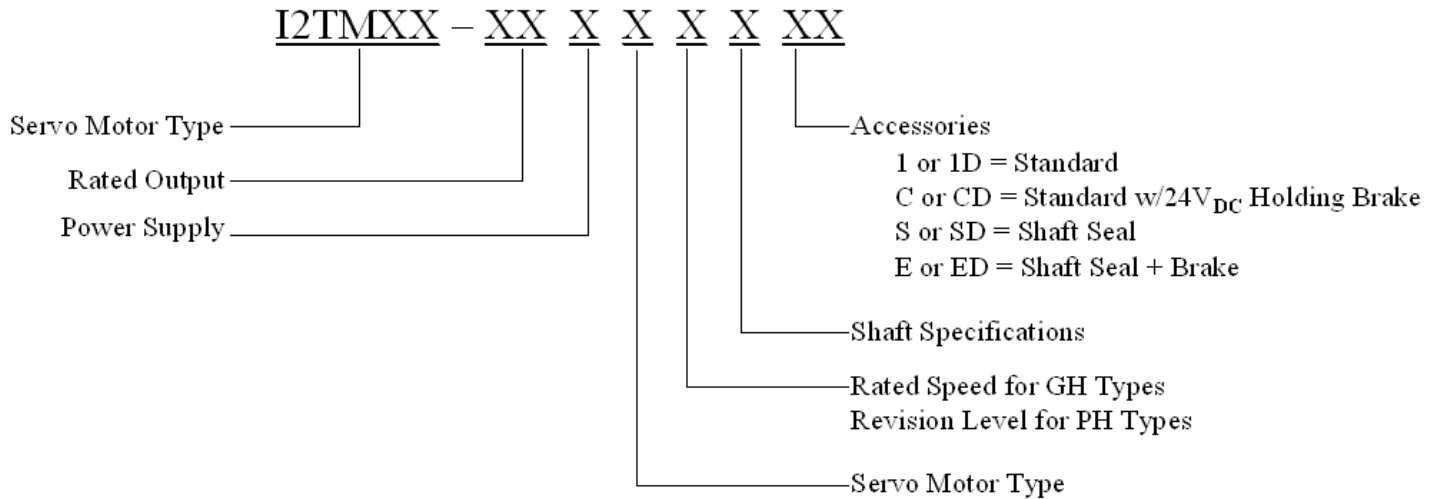 I2TMXX – XX X X X X XX
Servo Motor Type
Rated Output
Power Supply
Accessories
1 or 1D = Standard
C or CD = Standard w/24VDC Holding Brake
S or SD = Shaft Seal
E or ED = Shaft Seal + Brake
Shaft Specifications
Rated Speed for GH Types
Revision Level for PH Types
Servo Motor Type